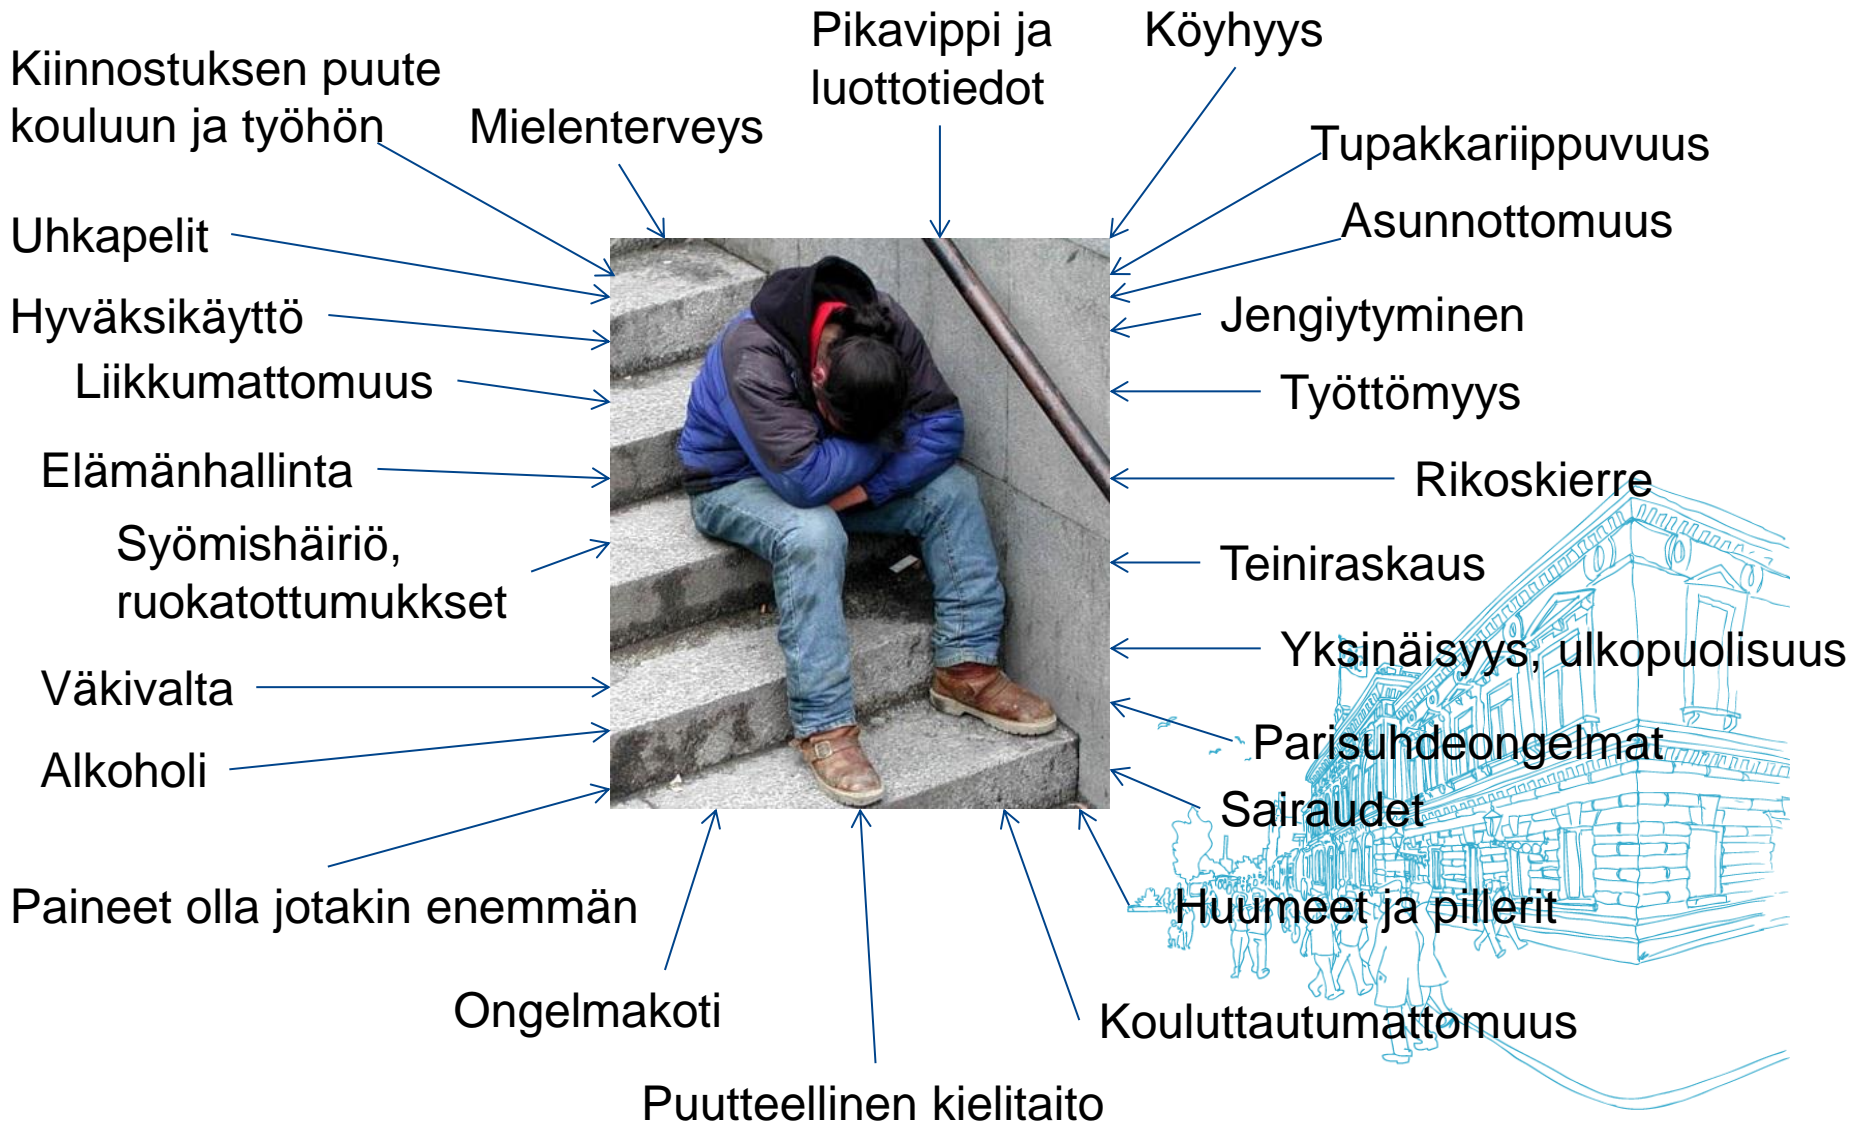 Pikavippi ja
luottotiedot
Köyhyys
Kiinnostuksen puute
kouluun ja työhön
Mielenterveys
Tupakkariippuvuus
Uhkapelit
Asunnottomuus
Hyväksikäyttö
Jengiytyminen
Liikkumattomuus
Työttömyys
Elämänhallinta
Rikoskierre
Syömishäiriö,
ruokatottumukkset
Teiniraskaus
Yksinäisyys, ulkopuolisuus
Väkivalta
Parisuhdeongelmat
Alkoholi
Sairaudet
Paineet olla jotakin enemmän
Huumeet ja pillerit
Ongelmakoti
Kouluttautumattomuus
Puutteellinen kielitaito